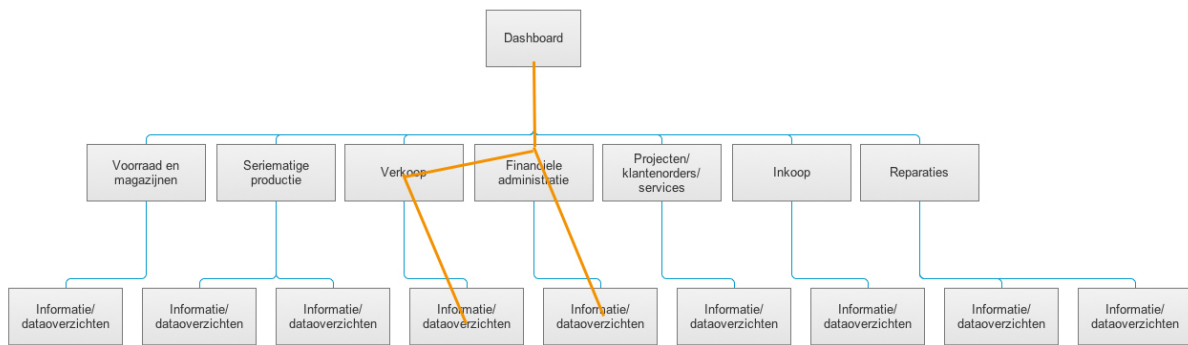 Dashboard
Voorraad en
magazijnen
Seriematige
productie
Verkoop
Financiele
administratie
Projecten/
klantenorders/
services
Inkoop
Reparaties
Informatie/
dataoverzichten
Informatie/
dataoverzichten
Informatie/
dataoverzichten
Informatie/
dataoverzichten
Informatie/
dataoverzichten
Informatie/
dataoverzichten
Informatie/
dataoverzichten
Informatie/
dataoverzichten
Informatie/
dataoverzichten